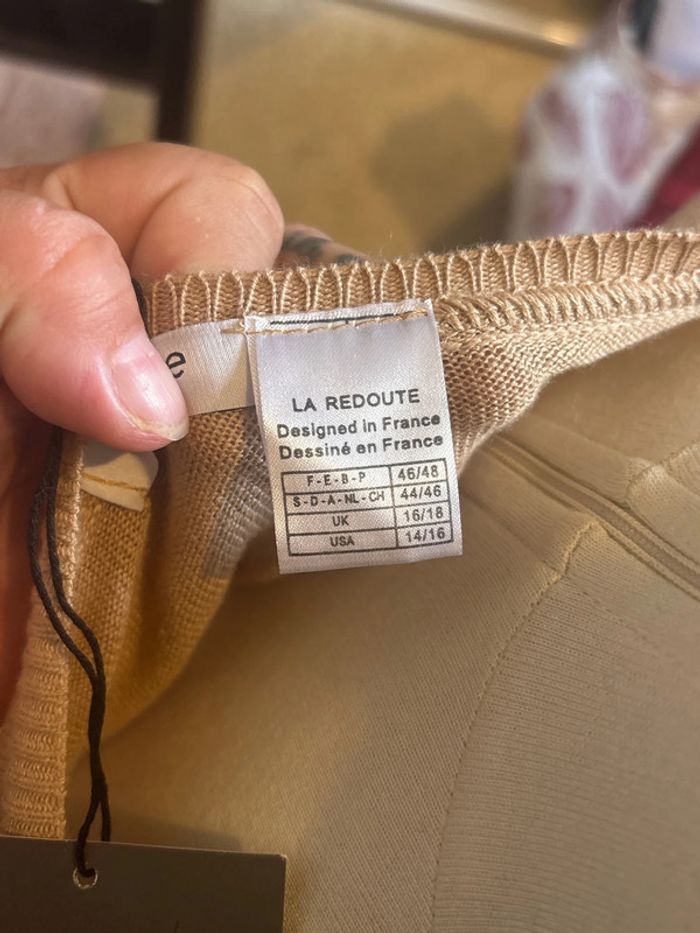 e
LA REDOUTE
Designed in France
Dessiné en France
F-E-B-P 46/48
S-D-A-NL-CH 44/46
UK 16/18
USA 14/16